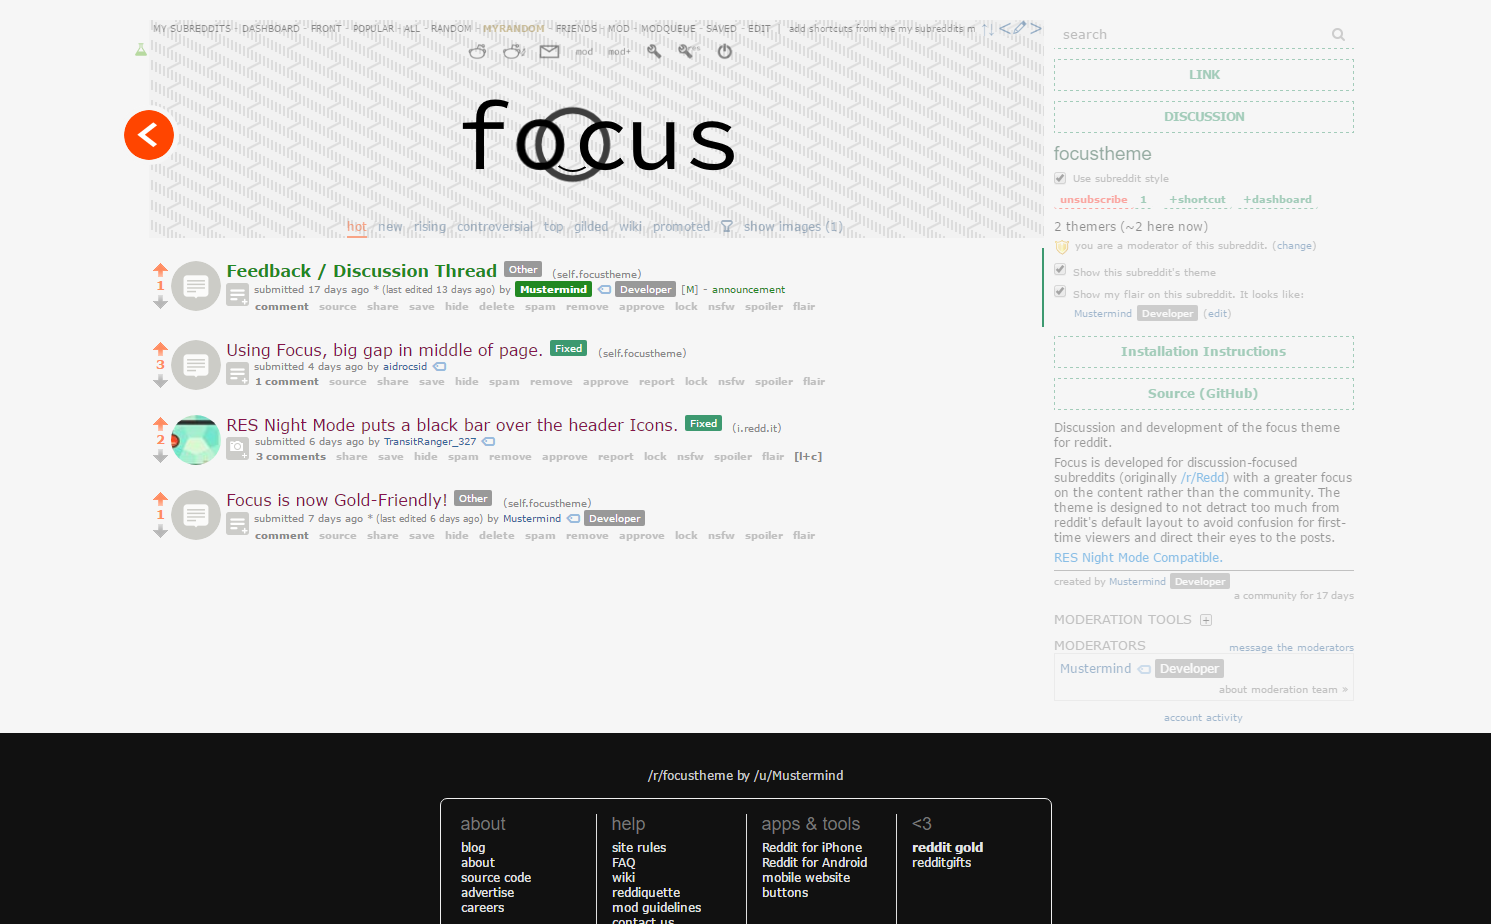 MY SUBREDDITS - DASHBOARD - FRONT - POPULAR - ALL - RANDOM - MYRANDOM - FRIENDS - MOD - MODQUEUE - SAVED - EDIT | add shortcuts from the my subreddits m
mod mod+ res
focus
hot new rising controversial top gilded wiki promoted show images (1)
Feedback / Discussion Thread Other (self.focustheme)
1
submitted 17 days ago * (last edited 13 days ago) by Mustermind Developer [M] - announcement
comment source share save hide delete spam remove approve lock nsfw spoiler flair
Using Focus, big gap in middle of page. Fixed (self.focustheme)
3
submitted 4 days ago by aidrocsid
1 comment source share save hide spam remove approve report lock nsfw spoiler flair
RES Night Mode puts a black bar over the header Icons. Fixed (i.redd.it)
2
submitted 6 days ago by TransitRanger_327
3 comments share save hide spam remove approve report lock nsfw spoiler flair [l+c]
Focus is now Gold-Friendly! Other (self.focustheme)
1
submitted 7 days ago * (last edited 6 days ago) by Mustermind Developer
comment source share save hide delete spam remove approve lock nsfw spoiler flair
search
LINK
DISCUSSION
focustheme
Use subreddit style
unsubscribe 1 +shortcut +dashboard
2 themers (~2 here now)
you are a moderator of this subreddit. (change)
Show this subreddit's theme
Show my flair on this subreddit. It looks like:
Mustermind Developer (edit)
Installation Instructions
Source (GitHub)
Discussion and development of the focus theme
for reddit.
Focus is developed for discussion-focused
subreddits (originally /r/Redd) with a greater focus
on the content rather than the community. The
theme is designed to not detract too much from
reddit's default layout to avoid confusion for first-
time viewers and direct their eyes to the posts.
RES Night Mode Compatible.
created by Mustermind Developer
a community for 17 days
MODERATION TOOLS +
MODERATORS message the moderators
Mustermind Developer
about moderation team »
account activity
/r/focustheme by /u/Mustermind
about
blog
about
source code
advertise
careers
help
site rules
FAQ
wiki
reddiquette
mod guidelines
contact us
apps & tools
Reddit for iPhone
Reddit for Android
mobile website
buttons
<3
reddit gold
redditgifts